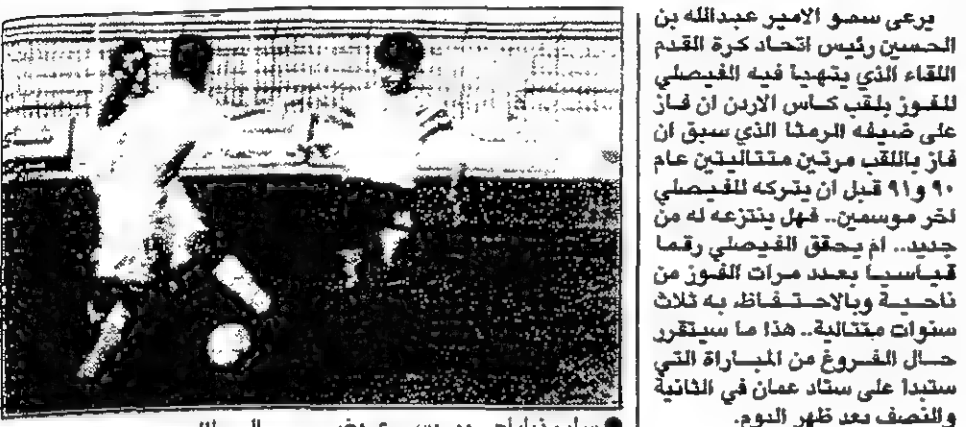 يرعى سمو الامير عبدالله بن
الحسين رئيس اتحاد كرة القدم
اللقاء الذي يتهيأ فيه الفيصلي
للفوز بلقب كاس الاردن ان فاز
على ضيفه الرمثا الذي سبق ان
فاز باللقب مرتين متتاليتين عام
٩٠ و٩١ قبل ان يتركه للفيصلي
لخر موسمين.. فهل ينتزعه له من
جديد.. ام يحقق الفيصلي رقما
قياسيا بعدد مرات الفوز من
ناحية وبالاحتفاظ به ثلاث
سنوات متتالية.. هذا ما سيتقرر
حال الفروغ من المباراة التي
ستبدا على ستاد عمان في الثانية
والنصف بعد ظهر اليوم.